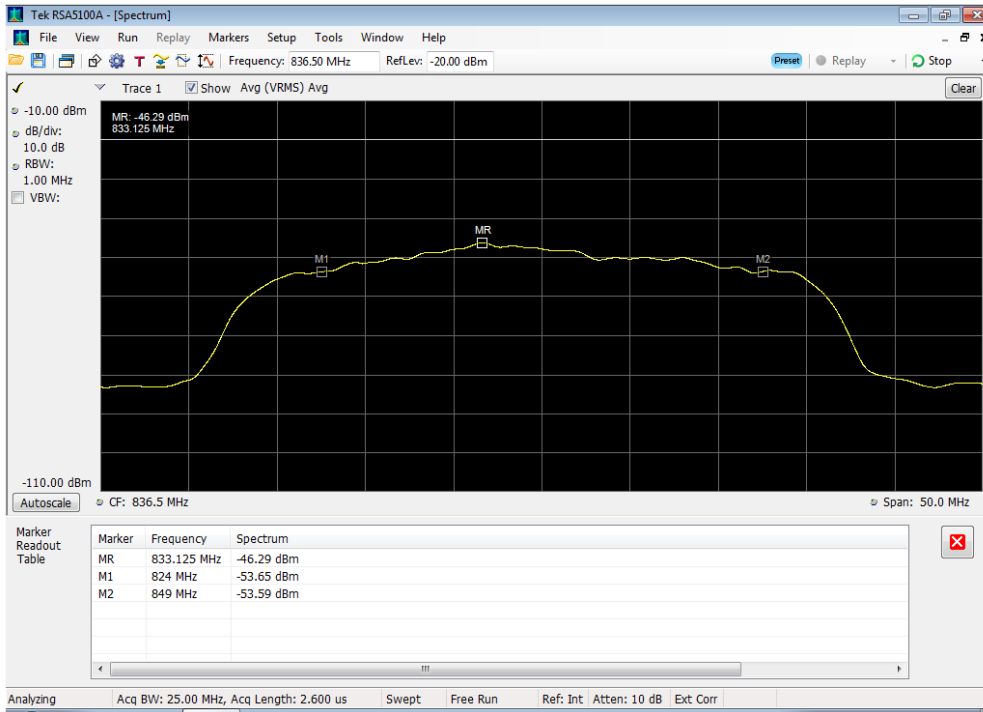 Tek RSA5100A - [Spectrum]
File View Run Replay Markers Setup Tools Window Help
T Frequency: 836.50 MHz RefLev: -20.00 dBm Preset Replay Stop
Trace 1 Show Avg (VRMS) Avg Clear
-10.00 dBm
dB/div:
10.0 dB
RBW:
1.00 MHz
VBW:
MR: -46.29 dBm
833.125 MHz
MR
M1
M2
-110.00 dBm
Autoscale CF: 836.5 MHz Span: 50.0 MHz
Marker
Readout
Table
Marker Frequency Spectrum
MR 833.125 MHz -46.29 dBm
M1 824 MHz -53.65 dBm
M2 849 MHz -53.59 dBm
Analyzing Acq BW: 25.00 MHz, Acq Length: 2.600 us Swept Free Run Ref: Int Atten: 10 dB Ext Corr